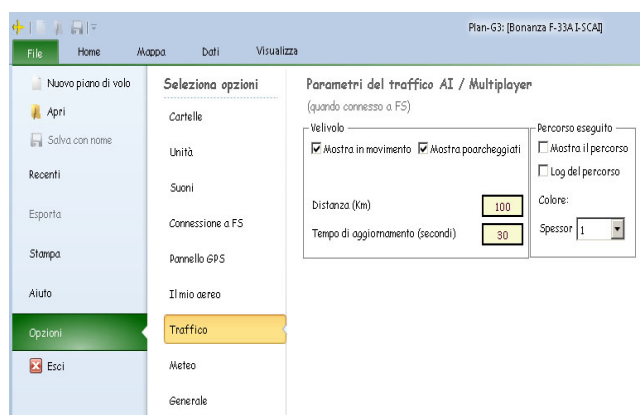 Plan-G3: [Bonanza F-33A I-SCAI]
File Home Mappa Dati Visualizza
Nuovo piano di volo
Apri
Salva con nome
Recenti
Esporta
Stampa
Aiuto
Opzioni
Esci
Seleziona opzioni
Cartelle
Unità
Suoni
Connessione a FS
Pannello GPS
Il mio aereo
Traffico
Meteo
Generale
Parametri del traffico AI / Multiplayer
(quando connesso a FS)
Velivolo
Mostra in movimento Mostra poarcheggiati
Distanza (Km) 100
Tempo di aggiornamento (secondi) 30
Percorso eseguito
Mostra il percorso
Log del percorso
Colore:
Spessor 1